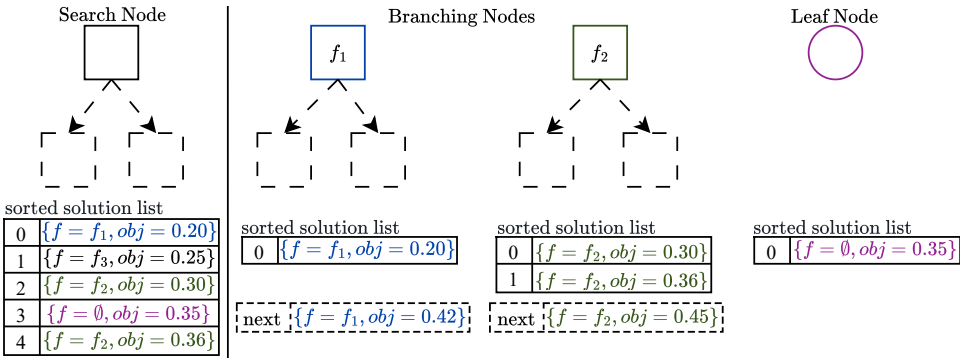 Search Node
Branching Nodes
Leaf Node
f₁
f₂
sorted solution list
0 {f = f₁, obj = 0.20}
1 {f = f₃, obj = 0.25}
2 {f = f₂, obj = 0.30}
3 {f = ∅, obj = 0.35}
4 {f = f₂, obj = 0.36}
sorted solution list
0 {f = f₁, obj = 0.20}
next {f = f₁, obj = 0.42}
sorted solution list
0 {f = f₂, obj = 0.30}
1 {f = f₂, obj = 0.36}
next {f = f₂, obj = 0.45}
sorted solution list
0 {f = ∅, obj = 0.35}